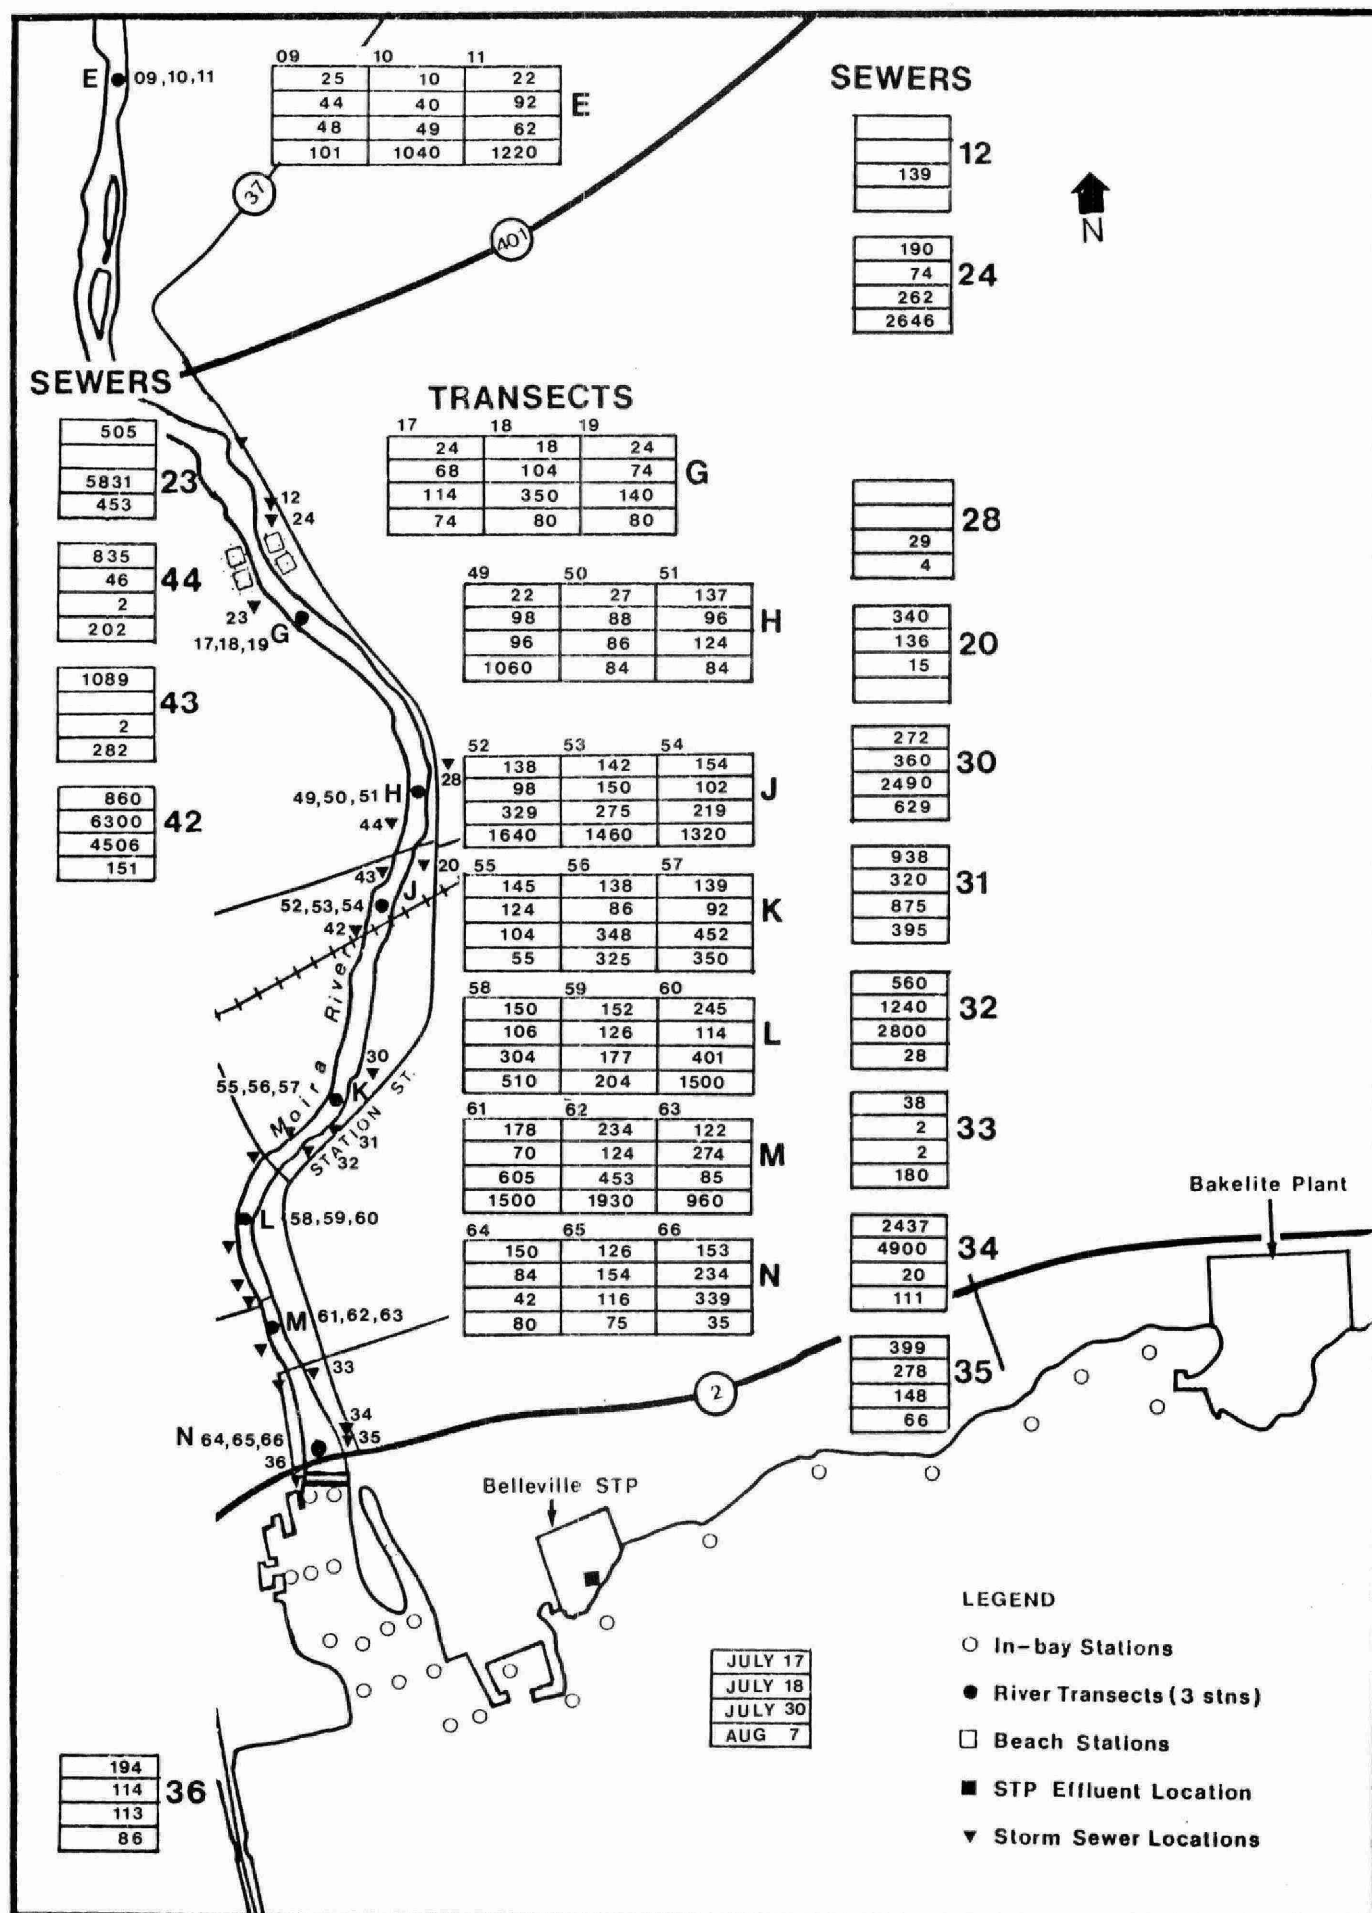 E 09,10,11
09 10 11
25 10 22
44 40 92
48 49 62
101 1040 1220
E
37
401
N
SEWERS
139
12
190
74
262
2646
24
29
4
28
340
136
15
20
272
360
2490
629
30
938
320
875
395
31
560
1240
2800
28
32
38
2
2
180
33
2437
4900
20
111
34
399
278
148
66
35
SEWERS
505
5831
453
23
835
46
2
202
44
1089
2
282
43
860
6300
4506
151
42
TRANSECTS
17 18 19
24 18 24
68 104 74
114 350 140
74 80 80
G
49 50 51
22 27 137
98 88 96
96 86 124
1060 84 84
H
52 53 54
138 142 154
98 150 102
329 275 219
1640 1460 1320
J
55 56 57
145 138 139
124 86 92
104 348 452
55 325 350
K
58 59 60
150 152 245
106 126 114
304 177 401
510 204 1500
L
61 62 63
178 234 122
70 124 274
605 453 85
1500 1930 960
M
64 65 66
150 126 153
84 154 234
42 116 339
80 75 35
N
12
24
23
17,18,19 G
28
49,50,51 H
44
20
43
J
52,53,54
42
Moira River
30
55,56,57
K
STATION ST.
31
32
L 58,59,60
M 61,62,63
33
34
35
N 64,65,66
36
2
Bakelite Plant
Belleville STP
JULY 17
JULY 18
JULY 30
AUG 7
194
114
113
86
36
LEGEND
In-bay Stations
River Transects (3 stns)
Beach Stations
STP Effluent Location
Storm Sewer Locations